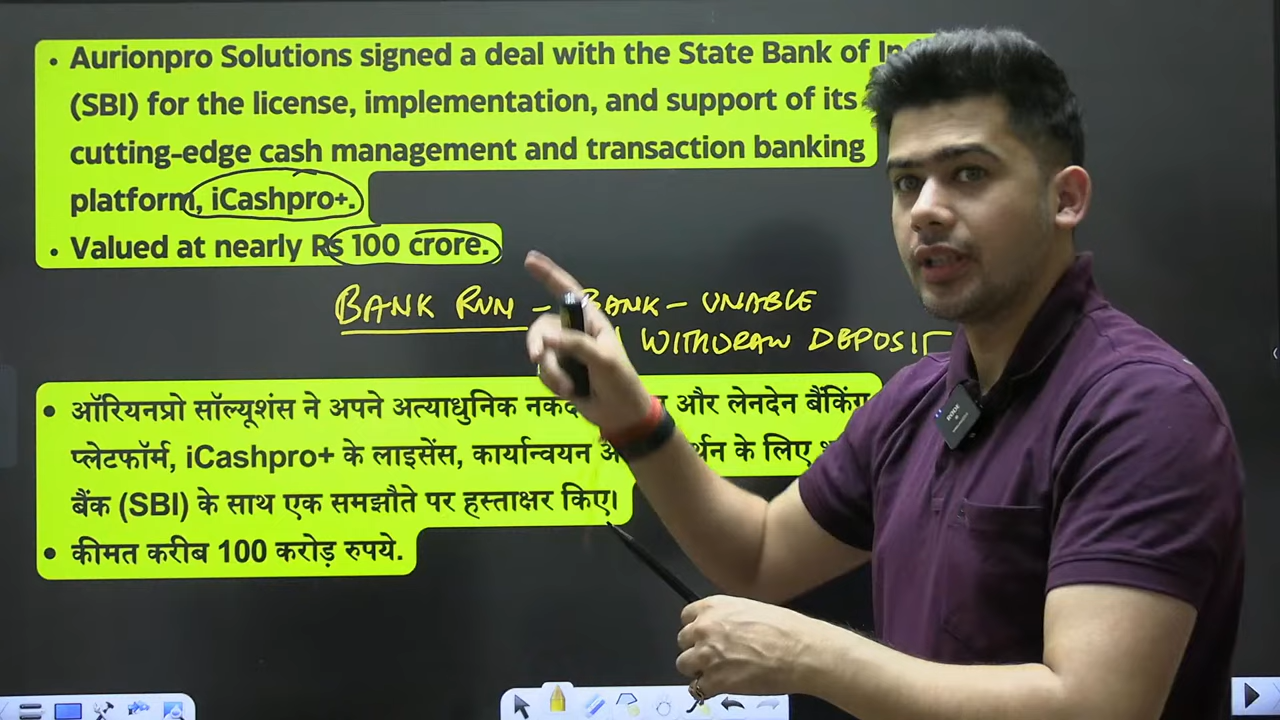 • Aurionpro Solutions signed a deal with the State Bank of
(SBI) for the license, implementation, and support of its
cutting-edge cash management and transaction banking
platform, iCashpro+.
• Valued at nearly Rs 100 crore.
BANK RUN – BANK – UNABLE
WITHDRAW DEPOSIT
• ऑरियनप्रो सॉल्यूशंस ने अपने अत्याधुनिक और लेनदेन बैंकिंग
प्लेटफॉर्म, iCashpro+ के लाइसेंस, कार्यान्वयन के लिए
बैंक (SBI) के साथ एक समझौते पर हस्ताक्षर किए।
• कीमत करीब 100 करोड़ रुपये.